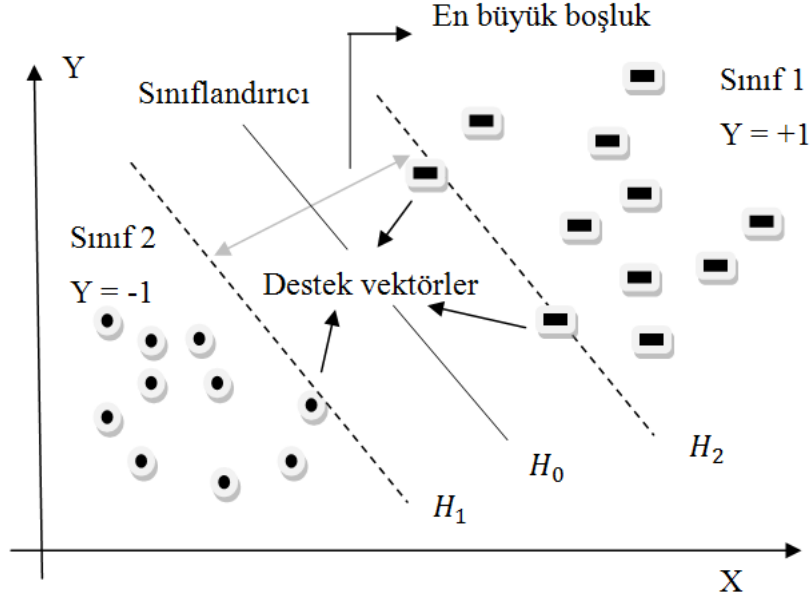 En büyük boşluk
Y
Sınıflandırıcı
Sınıf 1
Y = +1
Sınıf 2
Y = -1
Destek vektörler
H₀
H₂
H₁
X